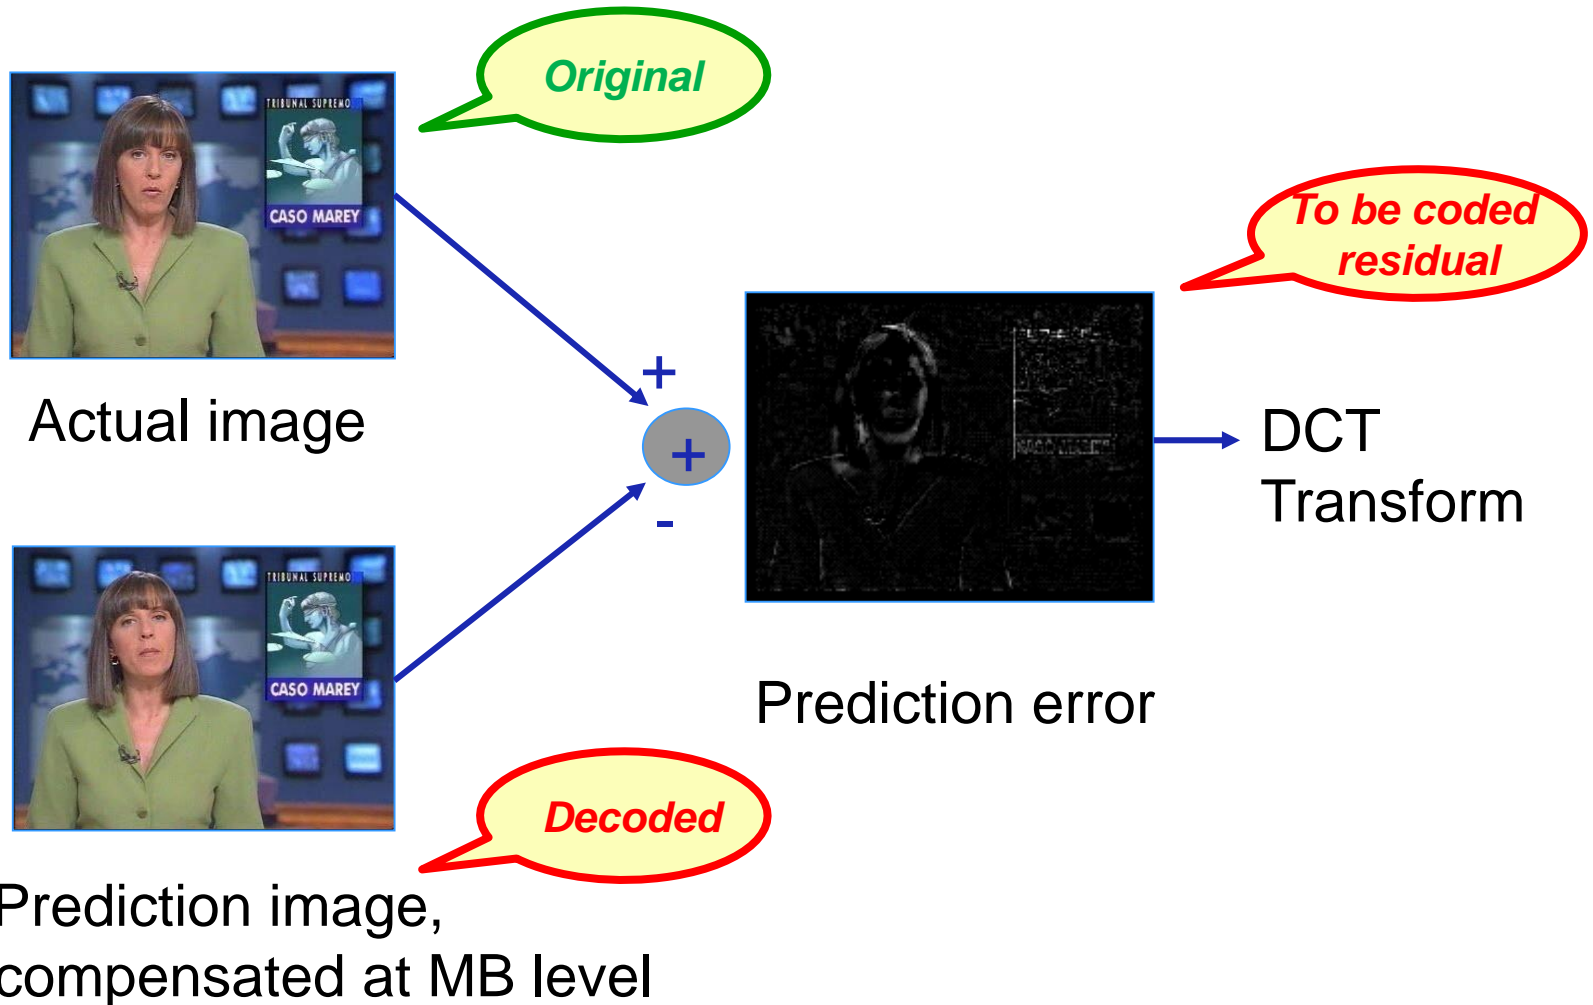 Original
TRIBUNAL SUPREMO
CASO MAREY
To be coded
residual
+
Actual image
+
-
DCT
Transform
TRIBUNAL SUPREMO
CASO MAREY
Prediction error
Decoded
Prediction image,
compensated at MB level